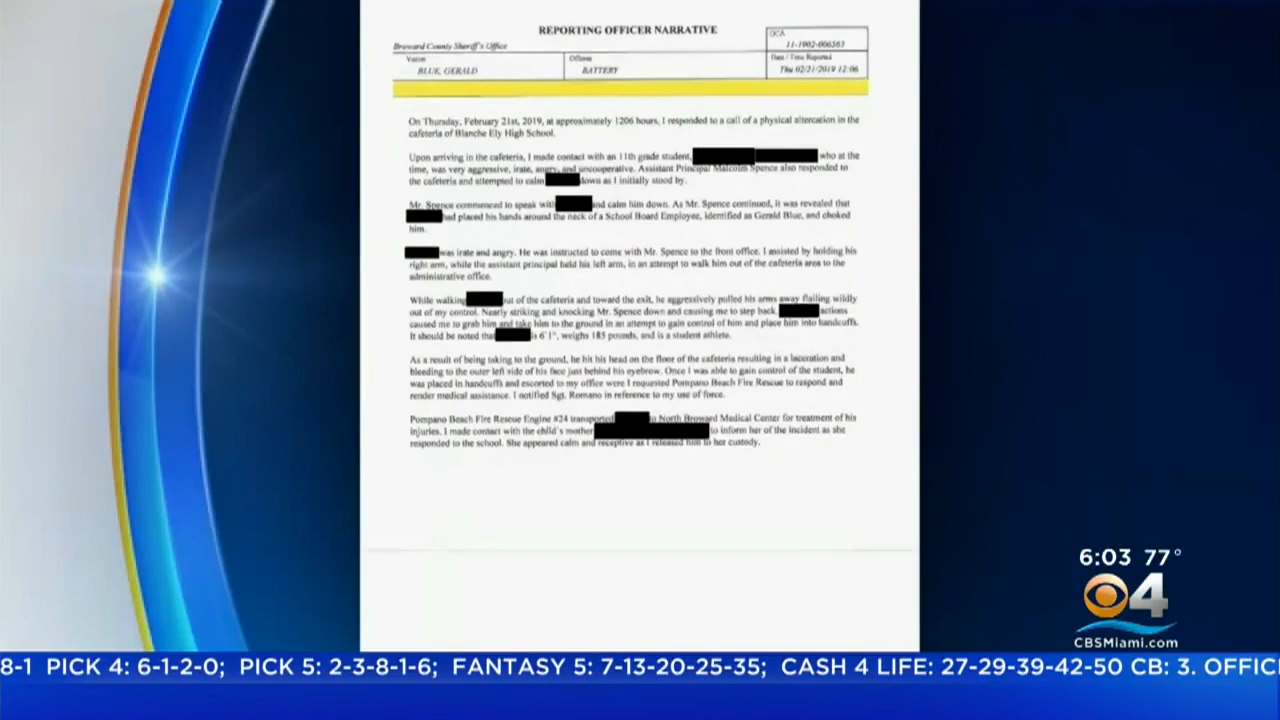 REPORTING OFFICER NARRATIVE
Broward County Sheriff's Office
OCA
11-1902-006563
Victim
BLUE, GERALD
Offense
BATTERY
Date / Time Reported
Thu 02/21/2019 12:06
On Thursday, February 21st, 2019, at approximately 1206 hours, I responded to a call of a physical altercation in the
cafeteria of Blanche Ely High School.
Upon arriving in the cafeteria, I made contact with an 11th grade student, who at the
time, was very aggressive, irate, angry, and uncooperative. Assistant Principal Malcolm Spence also responded to
the cafeteria and attempted to calm down as I initially stood by.
Mr. Spence commenced to speak with and calm him down. As Mr. Spence continued, it was revealed that
had placed his hands around the neck of a School Board Employee, identified as Gerald Blue, and choked
him.
was irate and angry. He was instructed to come with Mr. Spence to the front office. I assisted by holding his
right arm, while the assistant principal held his left arm, in an attempt to walk him out of the cafeteria area to the
administrative office.
While walking out of the cafeteria and toward the exit, he aggressively pulled his arms away flailing wildly
out of my control. Nearly striking and knocking Mr. Spence down and causing me to step back. actions
caused me to grab him and take him to the ground in an attempt to gain control of him and place him into handcuffs.
It should be noted that is 6'1", weighs 185 pounds, and is a student athlete.
As a result of being taking to the ground, he hit his head on the floor of the cafeteria resulting in a laceration and
bleeding to the outer left side of his face just behind his eyebrow. Once I was able to gain control of the student, he
was placed in handcuffs and escorted to my office were I requested Pompano Beach Fire Rescue to respond and
render medical assistance. I notified Sgt. Romano in reference to my use of force.
Pompano Beach Fire Rescue Engine #24 transported to North Broward Medical Center for treatment of his
injuries. I made contact with the child's mother to inform her of the incident as she
responded to the school. She appeared calm and receptive as I released him to her custody.
6:03 77°
4
CBSMiami.com
8-1 PICK 4: 6-1-2-0; PICK 5: 2-3-8-1-6; FANTASY 5: 7-13-20-25-35; CASH 4 LIFE: 27-29-39-42-50 CB: 3. OFFIC